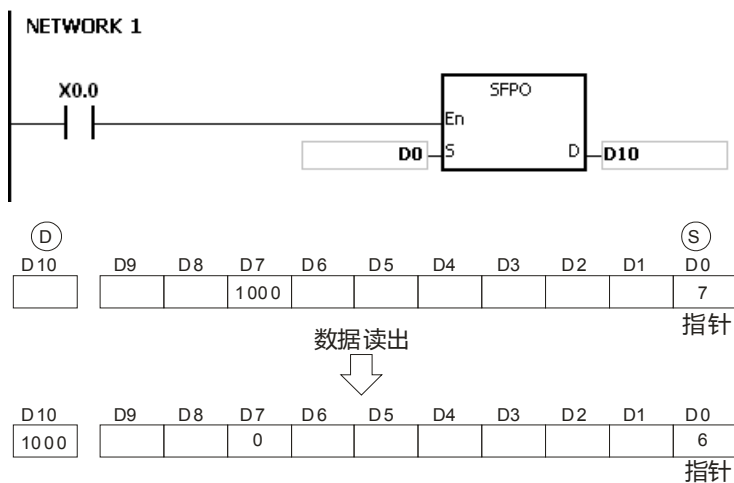 NETWORK 1
X0.0
SFPO
En
D0 S D D10
D S
D10 D9 D8 D7 D6 D5 D4 D3 D2 D1 D0
1000 7
指针
数据读出
D10 D9 D8 D7 D6 D5 D4 D3 D2 D1 D0
1000 0 6
指针